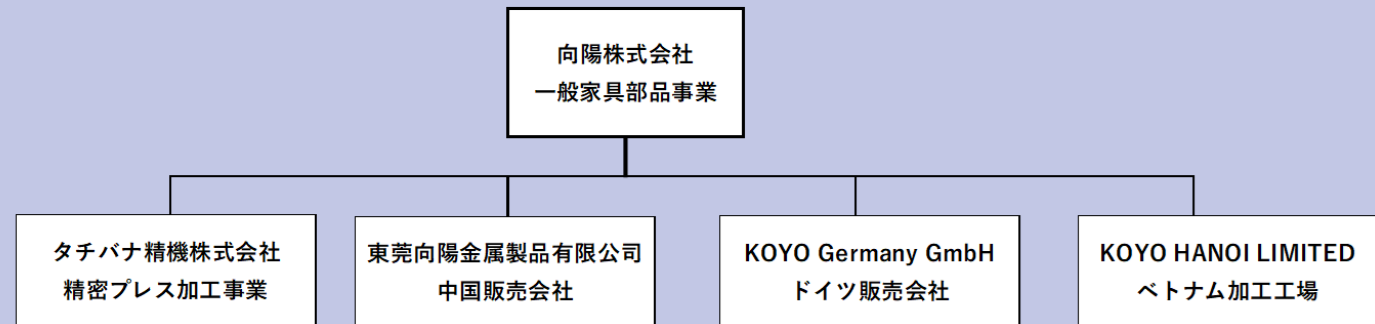 向陽株式会社
一般家具部品事業
タチバナ精機株式会社
精密プレス加工事業
東莞向陽金属製品有限公司
中国販売会社
KOYO Germany GmbH
ドイツ販売会社
KOYO HANOI LIMITED
ベトナム加工工場